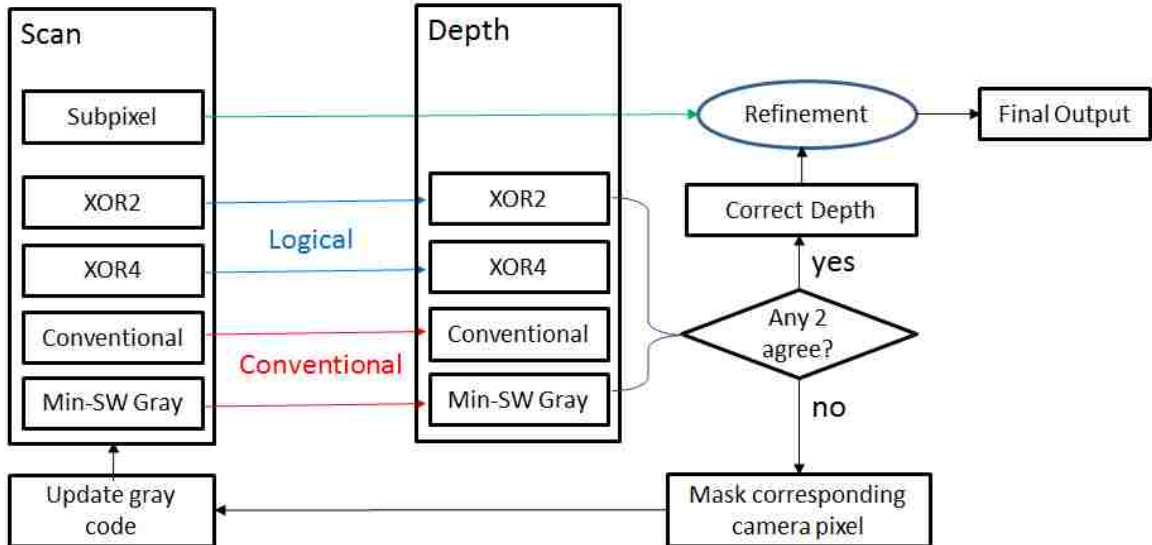 Scan
Depth
Subpixel
Refinement
Final Output
XOR2
XOR2
Correct Depth
Logical
XOR4
XOR4
yes
Conventional
Conventional
Any 2
agree?
Conventional
Min-SW Gray
Min-SW Gray
no
Update gray
code
Mask corresponding
camera pixel